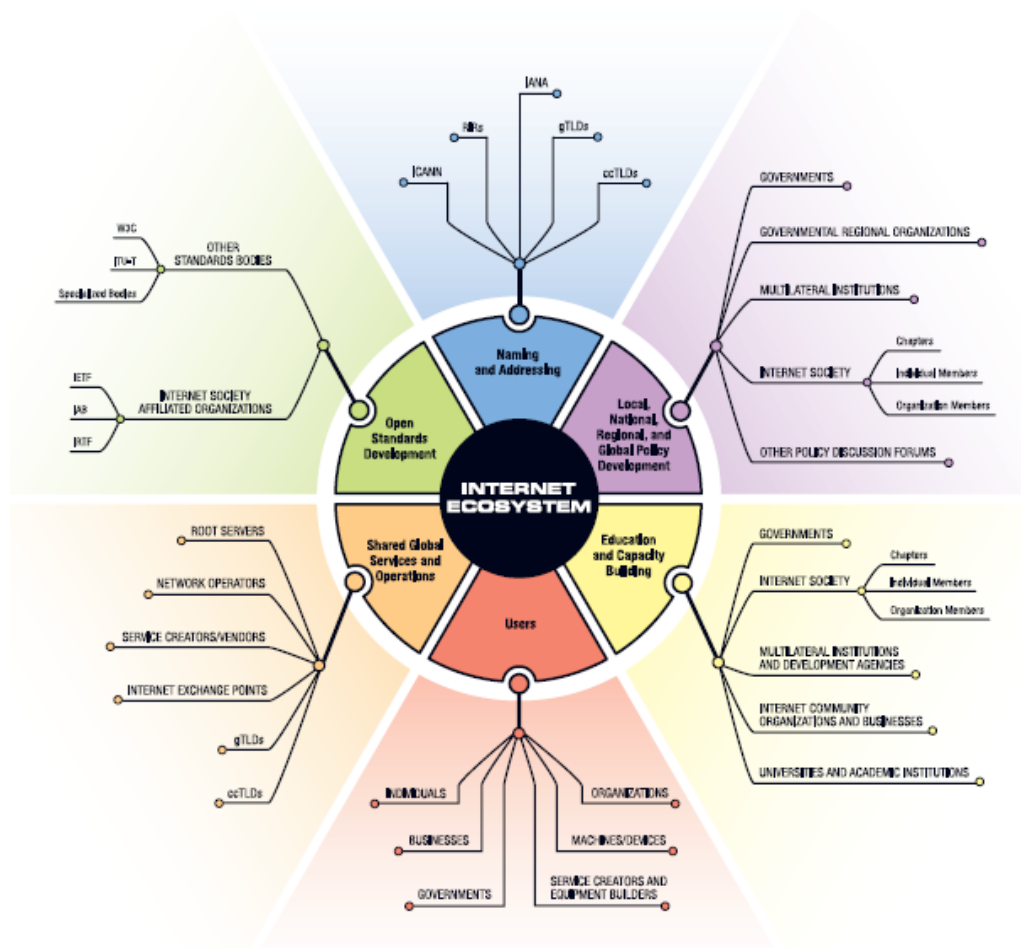 IANA
RIRs
gTLDs
ICANN
ccTLDs
W3C
ITU-T
Specialized Bodies
OTHER
STANDARDS BODIES
IETF
IAB
IRTF
INTERNET SOCIETY
AFFILIATED ORGANIZATIONS
GOVERNMENTS
GOVERNMENTAL REGIONAL ORGANIZATIONS
MULTILATERAL INSTITUTIONS
INTERNET SOCIETY
Chapters
Individual Members
Organization Members
OTHER POLICY DISCUSSION FORUMS
Naming
and Addressing
Open
Standards
Development
Local,
National,
Regional, and
Global Policy
Development
INTERNET
ECOSYSTEM
Shared Global
Services and
Operations
Education
and Capacity
Building
Users
ROOT SERVERS
NETWORK OPERATORS
SERVICE CREATORS/VENDORS
INTERNET EXCHANGE POINTS
gTLDs
ccTLDs
GOVERNMENTS
INTERNET SOCIETY
Chapters
Individual Members
Organization Members
MULTILATERAL INSTITUTIONS
AND DEVELOPMENT AGENCIES
INTERNET COMMUNITY
ORGANIZATIONS AND BUSINESSES
UNIVERSITIES AND ACADEMIC INSTITUTIONS
INDIVIDUALS
BUSINESSES
GOVERNMENTS
ORGANIZATIONS
MACHINES/DEVICES
SERVICE CREATORS AND
EQUIPMENT BUILDERS